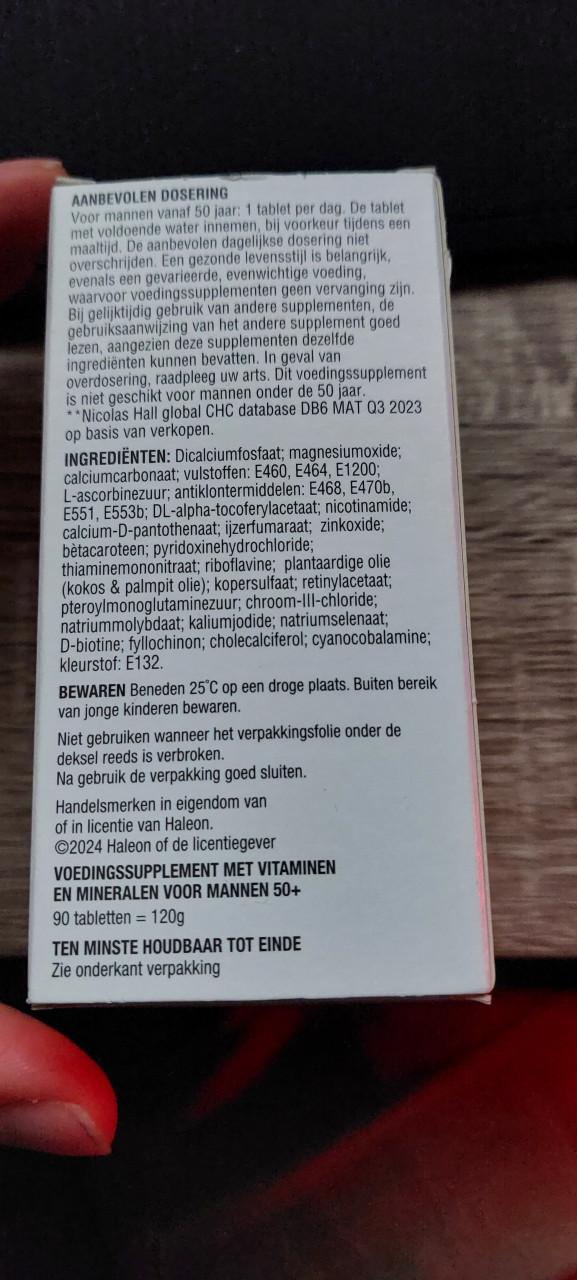 AANBEVOLEN DOSERING
Voor mannen vanaf 50 jaar: 1 tablet per dag. De tablet
met voldoende water innemen, bij voorkeur tijdens een
maaltijd. De aanbevolen dagelijkse dosering niet
overschrijden. Een gezonde levensstijl is belangrijk,
evenals een gevarieerde, evenwichtige voeding,
waarvoor voedingssupplementen geen vervanging zijn.
Bij gelijktijdig gebruik van andere supplementen, de
gebruiksaanwijzing van het andere supplement goed
lezen, aangezien deze supplementen dezelfde
ingrediënten kunnen bevatten. In geval van
overdosering, raadpleeg uw arts. Dit voedingssupplement
is niet geschikt voor mannen onder de 50 jaar.
**Nicolas Hall global CHC database DB6 MAT Q3 2023
op basis van verkopen.
INGREDIËNTEN: Dicalciumfosfaat; magnesiumoxide;
calciumcarbonaat; vulstoffen: E460, E464, E1200;
L-ascorbinezuur; antiklontermiddelen: E468, E470b,
E551, E553b; DL-alpha-tocoferylacetaat; nicotinamide;
calcium-D-pantothenaat; ijzerfumaraat; zinkoxide;
bètacaroteen; pyridoxinehydrochloride;
thiaminemononitraat; riboflavine; plantaardige olie
(kokos & palmpit olie); kopersulfaat; retinylacetaat;
pteroylmonoglutaminezuur; chroom-III-chloride;
natriummolybdaat; kaliumjodide; natriumselenaat;
D-biotine; fyllochinon; cholecalciferol; cyanocobalamine;
kleurstof: E132.
BEWAREN Beneden 25°C op een droge plaats. Buiten bereik
van jonge kinderen bewaren.
Niet gebruiken wanneer het verpakkingsfolie onder de
deksel reeds is verbroken.
Na gebruik de verpakking goed sluiten.
Handelsmerken in eigendom van
of in licentie van Haleon.
©2024 Haleon of de licentiegever
VOEDINGSSUPPLEMENT MET VITAMINEN
EN MINERALEN VOOR MANNEN 50+
90 tabletten = 120g
TEN MINSTE HOUDBAAR TOT EINDE
Zie onderkant verpakking